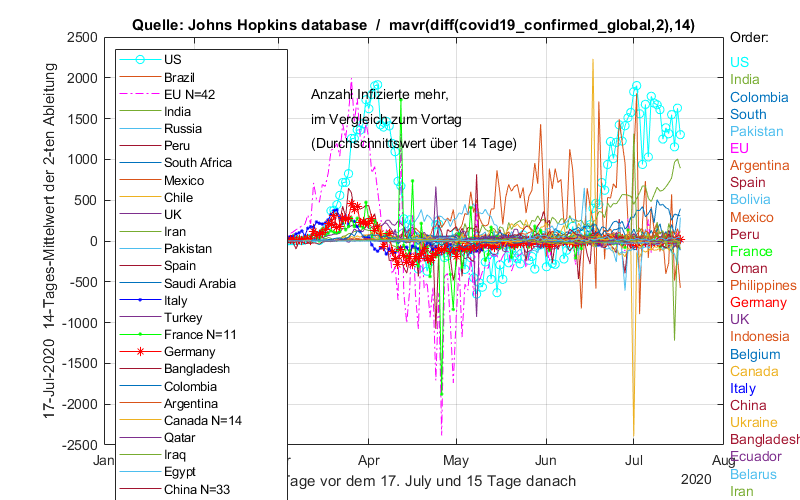 Quelle: Johns Hopkins database / mavr(diff(covid19_confirmed_global,2),14)
17-Jul-2020 14-Tages-Mittelwert der 2-ten Ableitung
2500
2000
1500
1000
500
0
-500
-1000
-1500
-2000
-2500
US
Brazil
EU N=42
India
Russia
Peru
South Africa
Mexico
Chile
UK
Iran
Pakistan
Spain
Saudi Arabia
Italy
Turkey
France N=11
Germany
Bangladesh
Colombia
Argentina
Canada N=14
Qatar
Iraq
Egypt
China N=33
Anzahl Infizierte mehr,
im Vergleich zum Vortag
(Durchschnittswert über 14 Tage)
Apr
May
Jun
Jul
Aug
2020
Tage vor dem 17. July und 15 Tage danach
Order:
US
India
Colombia
South
Pakistan
EU
Argentina
Spain
Bolivia
Mexico
Peru
France
Oman
Philippines
Germany
UK
Indonesia
Belgium
Canada
Italy
China
Ukraine
Bangladesh
Ecuador
Belarus
Iran